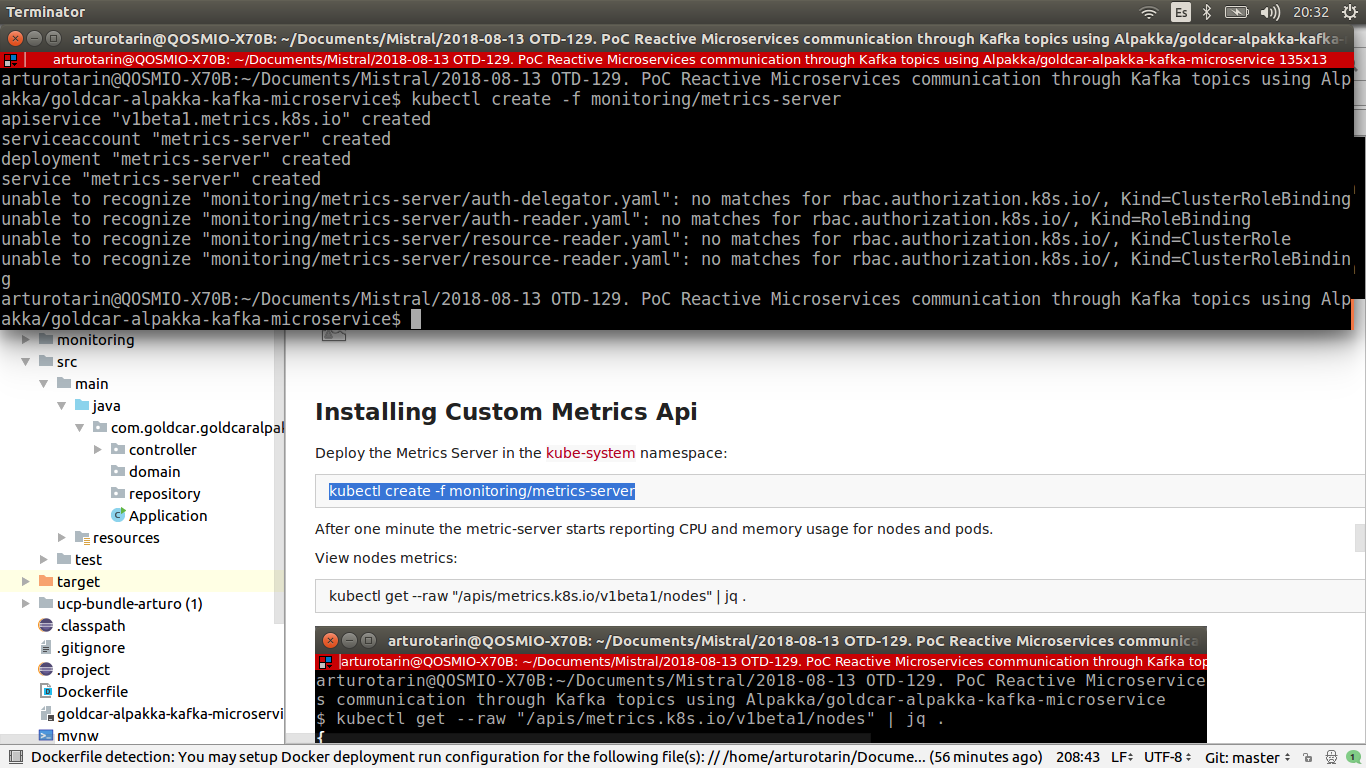 Terminator
Es
20:32
arturotarin@QOSMIO-X70B: ~/Documents/Mistral/2018-08-13 OTD-129. PoC Reactive Microservices communication through Kafka topics using Alpakka/goldcar-alpakka-kafka-
arturotarin@QOSMIO-X70B: ~/Documents/Mistral/2018-08-13 OTD-129. PoC Reactive Microservices communication through Kafka topics using Alpakka/goldcar-alpakka-kafka-microservice 135x13
arturotarin@QOSMIO-X70B:~/Documents/Mistral/2018-08-13 OTD-129. PoC Reactive Microservices communication through Kafka topics using Alp
akka/goldcar-alpakka-kafka-microservice$ kubectl create -f monitoring/metrics-server
apiservice "v1beta1.metrics.k8s.io" created
serviceaccount "metrics-server" created
deployment "metrics-server" created
service "metrics-server" created
unable to recognize "monitoring/metrics-server/auth-delegator.yaml": no matches for rbac.authorization.k8s.io/, Kind=ClusterRoleBinding
unable to recognize "monitoring/metrics-server/auth-reader.yaml": no matches for rbac.authorization.k8s.io/, Kind=RoleBinding
unable to recognize "monitoring/metrics-server/resource-reader.yaml": no matches for rbac.authorization.k8s.io/, Kind=ClusterRole
unable to recognize "monitoring/metrics-server/resource-reader.yaml": no matches for rbac.authorization.k8s.io/, Kind=ClusterRoleBindin
g
arturotarin@QOSMIO-X70B:~/Documents/Mistral/2018-08-13 OTD-129. PoC Reactive Microservices communication through Kafka topics using Alp
akka/goldcar-alpakka-kafka-microservice$
monitoring
src
main
java
com.goldcar.goldcaralpak
controller
domain
repository
Application
resources
test
target
ucp-bundle-arturo (1)
.classpath
.gitignore
.project
Dockerfile
goldcar-alpakka-kafka-microservi
mvnw
Installing Custom Metrics Api
Deploy the Metrics Server in the kube-system namespace:
kubectl create -f monitoring/metrics-server
After one minute the metric-server starts reporting CPU and memory usage for nodes and pods.
View nodes metrics:
kubectl get --raw "/apis/metrics.k8s.io/v1beta1/nodes" | jq .
arturotarin@QOSMIO-X70B: ~/Documents/Mistral/2018-08-13 OTD-129. PoC Reactive Microservices communica
arturotarin@QOSMIO-X70B: ~/Documents/Mistral/2018-08-13 OTD-129. PoC Reactive Microservices communication through Kafka top
arturotarin@QOSMIO-X70B:~/Documents/Mistral/2018-08-13 OTD-129. PoC Reactive Microservice
s communication through Kafka topics using Alpakka/goldcar-alpakka-kafka-microservice
$ kubectl get --raw "/apis/metrics.k8s.io/v1beta1/nodes" | jq .
{
Dockerfile detection: You may setup Docker deployment run configuration for the following file(s): ///home/arturotarin/Docume... (56 minutes ago)
208:43
LF
UTF-8
Git: master
1